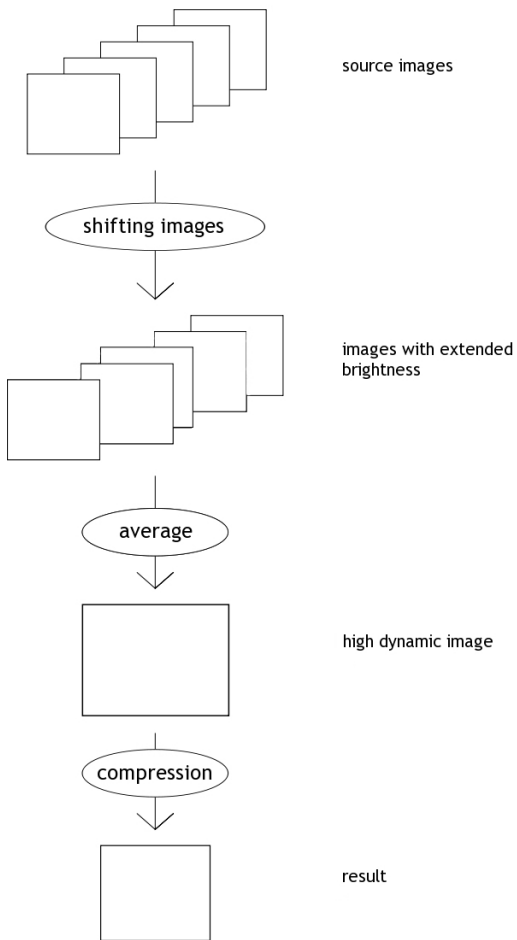 source images
shifting images
images with extended
brightness
average
high dynamic image
compression
result